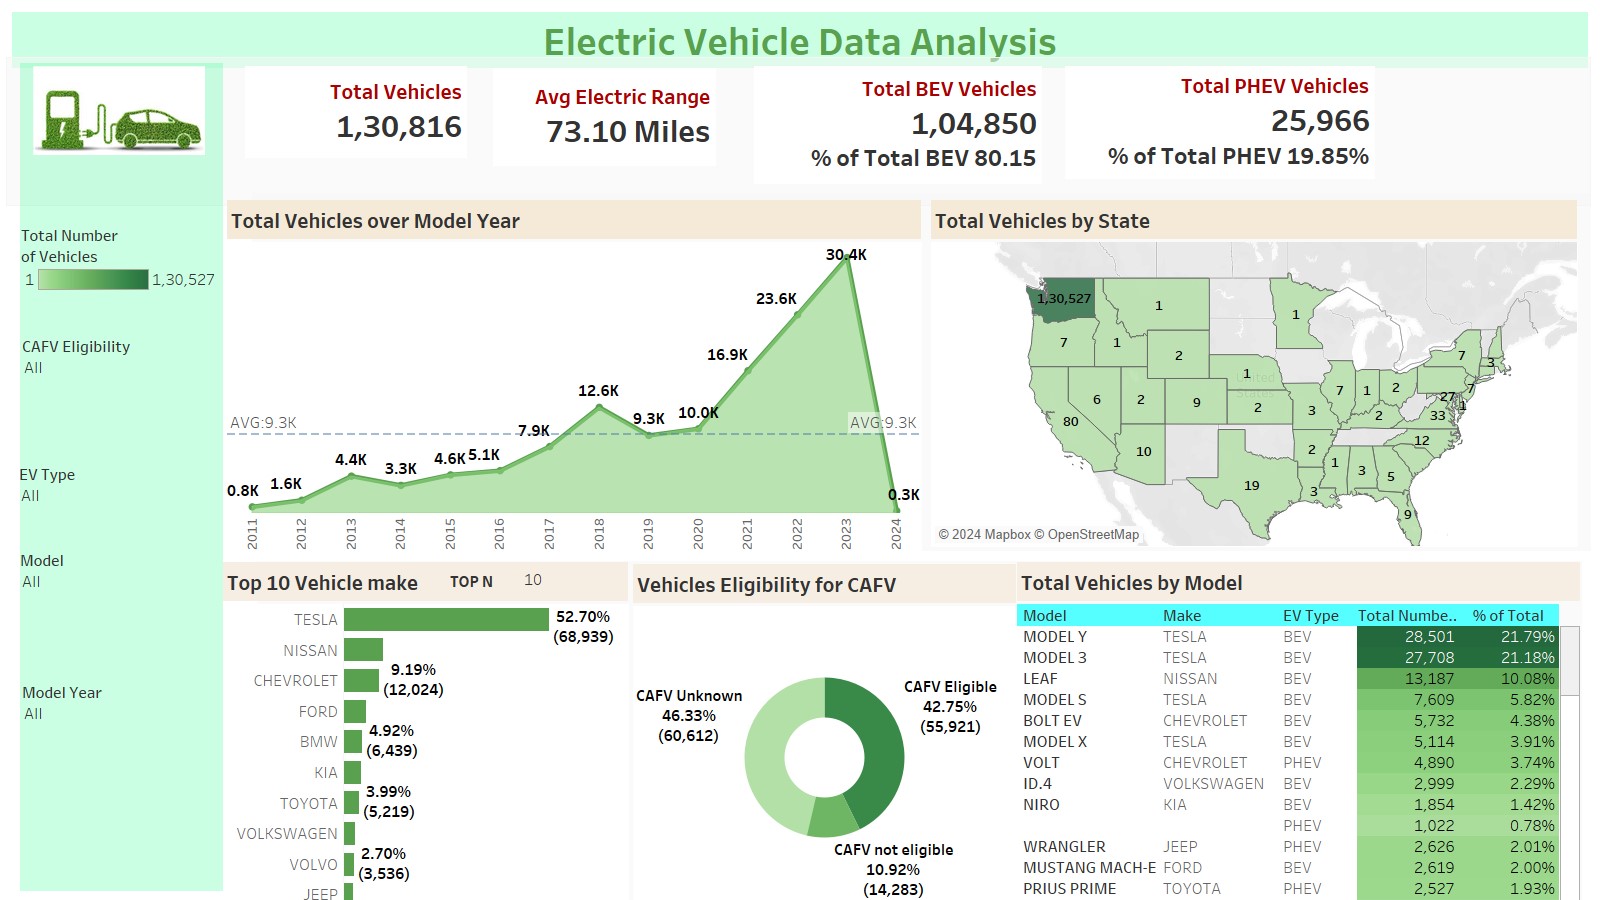 Electric Vehicle Data Analysis
Total Vehicles
1,30,816
Avg Electric Range
73.10 Miles
Total BEV Vehicles
1,04,850
% of Total BEV 80.15
Total PHEV Vehicles
25,966
% of Total PHEV 19.85%
Total Number
of Vehicles
1 1,30,527
CAFV Eligibility
All
EV Type
All
Model
All
Model Year
All
Total Vehicles over Model Year
30.4K
23.6K
16.9K
12.6K
9.3K
10.0K
7.9K
AVG:9.3K
AVG:9.3K
4.4K
3.3K
4.6K
5.1K
0.8K
1.6K
0.3K
2011 2012 2013 2014 2015 2016 2017 2018 2019 2020 2021 2022 2023 2024
Total Vehicles by State
1,30,527
1
1
7
1
2
7
3
1
United
States
6
2
9
2
7
1
2
27
7
1
80
3
2
33
10
2
12
19
3
1
3
5
9
© 2024 Mapbox © OpenStreetMap
Top 10 Vehicle make TOP N 10
TESLA 52.70%
(68,939)
NISSAN
CHEVROLET 9.19%
(12,024)
FORD
BMW 4.92%
(6,439)
KIA
TOYOTA 3.99%
(5,219)
VOLKSWAGEN
VOLVO 2.70%
(3,536)
JEEP
Vehicles Eligibility for CAFV
CAFV Unknown
46.33%
(60,612)
CAFV Eligible
42.75%
(55,921)
CAFV not eligible
10.92%
(14,283)
Total Vehicles by Model
Model Make EV Type Total Numbe.. % of Total
MODEL Y TESLA BEV 28,501 21.79%
MODEL 3 TESLA BEV 27,708 21.18%
LEAF NISSAN BEV 13,187 10.08%
MODEL S TESLA BEV 7,609 5.82%
BOLT EV CHEVROLET BEV 5,732 4.38%
MODEL X TESLA BEV 5,114 3.91%
VOLT CHEVROLET PHEV 4,890 3.74%
ID.4 VOLKSWAGEN BEV 2,999 2.29%
NIRO KIA BEV 1,854 1.42%
PHEV 1,022 0.78%
WRANGLER JEEP PHEV 2,626 2.01%
MUSTANG MACH-E FORD BEV 2,619 2.00%
PRIUS PRIME TOYOTA PHEV 2,527 1.93%